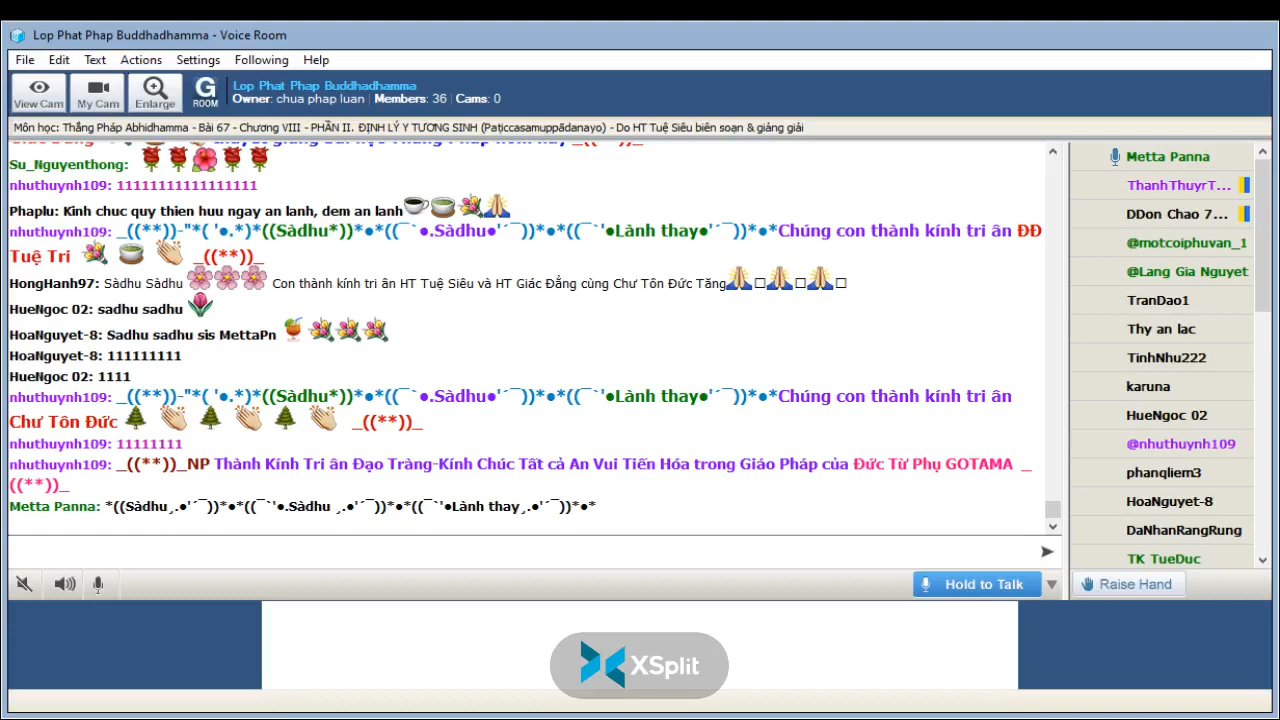 Lop Phat Phap Buddhadhamma - Voice Room
File Edit Text Actions Settings Following Help
View Cam My Cam Enlarge G ROOM
Lop Phat Phap Buddhadhamma
Owner: chua phap luan | Members: 36 | Cams: 0
Môn học: Thắng Pháp Abhidhamma - Bài 67 - Chương VIII - PHẦN II. ĐỊNH LÝ Y TƯƠNG SINH (Paṭiccasamuppādanayo) - Do HT Tuệ Siêu biên soạn & giảng giải
Su_Nguyenthong:
nhuthuynh109: 11111111111111111
Phaplu: Kinh chuc quy thien huu ngay an lanh, dem an lanh
nhuthuynh109: _((**))-"*( '●.*)*((Sàdhu*))*●*((¯`●.Sàdhu●'´¯))*●*((¯`'●Lành thay●'´¯))*●*Chúng con thành kính tri ân ĐĐ
Tuệ Tri _((**))_
HongHanh97: Sàdhu Sàdhu Con thành kính tri ân HT Tuệ Siêu và HT Giác Đẳng cùng Chư Tôn Đức Tăng□□□
HueNgoc 02: sadhu sadhu
HoaNguyet-8: Sadhu sadhu sis MettaPn
HoaNguyet-8: 111111111
HueNgoc 02: 1111
nhuthuynh109: _((**))-"*( '●.*)*((Sàdhu*))*●*((¯`●.Sàdhu●'´¯))*●*((¯`'●Lành thay●'´¯))*●*Chúng con thành kính tri ân
Chư Tôn Đức _((**))_
nhuthuynh109: 11111111
nhuthuynh109: _((**))_NP Thành Kính Tri ân Đạo Tràng-Kính Chúc Tất cả An Vui Tiến Hóa trong Giáo Pháp của Đức Từ Phụ GOTAMA _
((**))_
Metta Panna: *((Sàdhu¸.●'´¯))*●*((¯`'●.Sàdhu ¸.●'´¯))*●*((¯`'●Lành thay¸.●'´¯))*●*
Hold to Talk
Metta Panna
ThanhThuyrT...
DDon Chao 7...
@motcoiphuvan_1
@Lang Gia Nguyet
TranDao1
Thy an lac
TinhNhu222
karuna
HueNgoc 02
@nhuthuynh109
phanqliem3
HoaNguyet-8
DaNhanRangRung
TK TueDuc
Raise Hand
XSplit